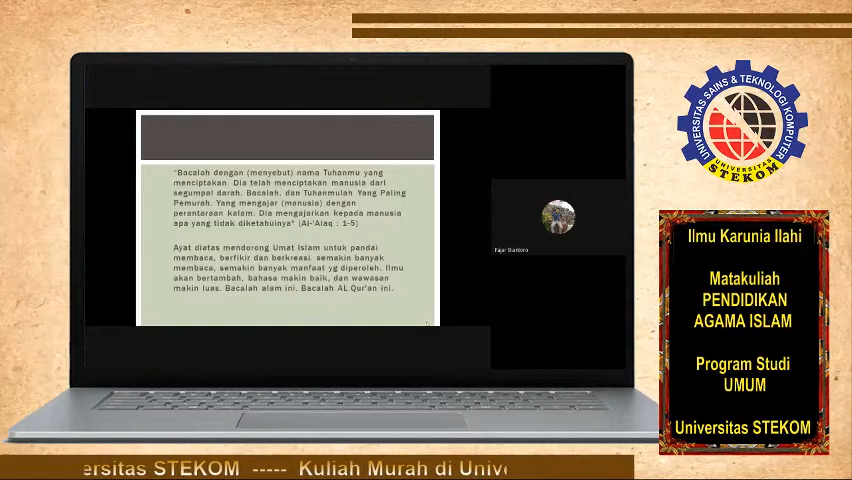 "Bacalah dengan (menyebut) nama Tuhanmu yang
menciptakan. Dia telah menciptakan manusia dari
segumpal darah. Bacalah, dan Tuhanmulah Yang Paling
Pemurah. Yang mengajar (manusia) dengan
perantaraan kalam. Dia mengajarkan kepada manusia
apa yang tidak diketahuinya" (Al-'Alaq : 1-5)
Ayat diatas mendorong Umat Islam untuk pandai
membaca, berfikir dan berkreasi. semakin banyak
membaca, semakin banyak manfaat yg diperoleh. Ilmu
akan bertambah, bahasa makin baik, dan wawasan
makin luas. Bacalah alam ini. Bacalah AL Qur'an ini.
UNIVERSITAS SAINS & TEKNOLOGI KOMPUTER
UNIVERSITAS
STEKOM
Ilmu Karunia Ilahi
Matakuliah
PENDIDIKAN
AGAMA ISLAM
Program Studi
UMUM
Universitas STEKOM
ersitas STEKOM ----- Kuliah Murah di Unive